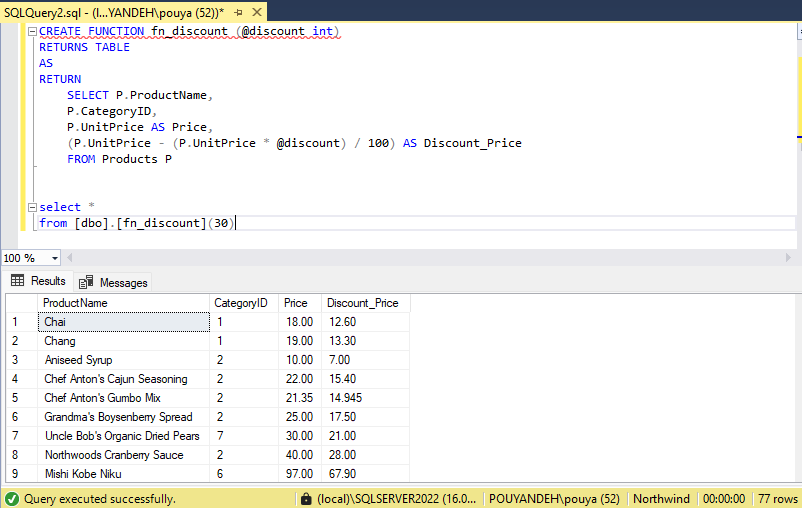 SQLQuery2.sql - (l...YANDEH\pouya (52))*
CREATE FUNCTION fn_discount (@discount int)
RETURNS TABLE
AS
RETURN
SELECT P.ProductName,
P.CategoryID,
P.UnitPrice AS Price,
(P.UnitPrice - (P.UnitPrice * @discount) / 100) AS Discount_Price
FROM Products P
select *
from [dbo].[fn_discount](30)
100 %
Results Messages
ProductName CategoryID Price Discount_Price
1 Chai 1 18.00 12.60
2 Chang 1 19.00 13.30
3 Aniseed Syrup 2 10.00 7.00
4 Chef Anton's Cajun Seasoning 2 22.00 15.40
5 Chef Anton's Gumbo Mix 2 21.35 14.945
6 Grandma's Boysenberry Spread 2 25.00 17.50
7 Uncle Bob's Organic Dried Pears 7 30.00 21.00
8 Northwoods Cranberry Sauce 2 40.00 28.00
9 Mishi Kobe Niku 6 97.00 67.90
Query executed successfully. (local)\SQLSERVER2022 (16.0... POUYANDEH\pouya (52) Northwind 00:00:00 77 rows